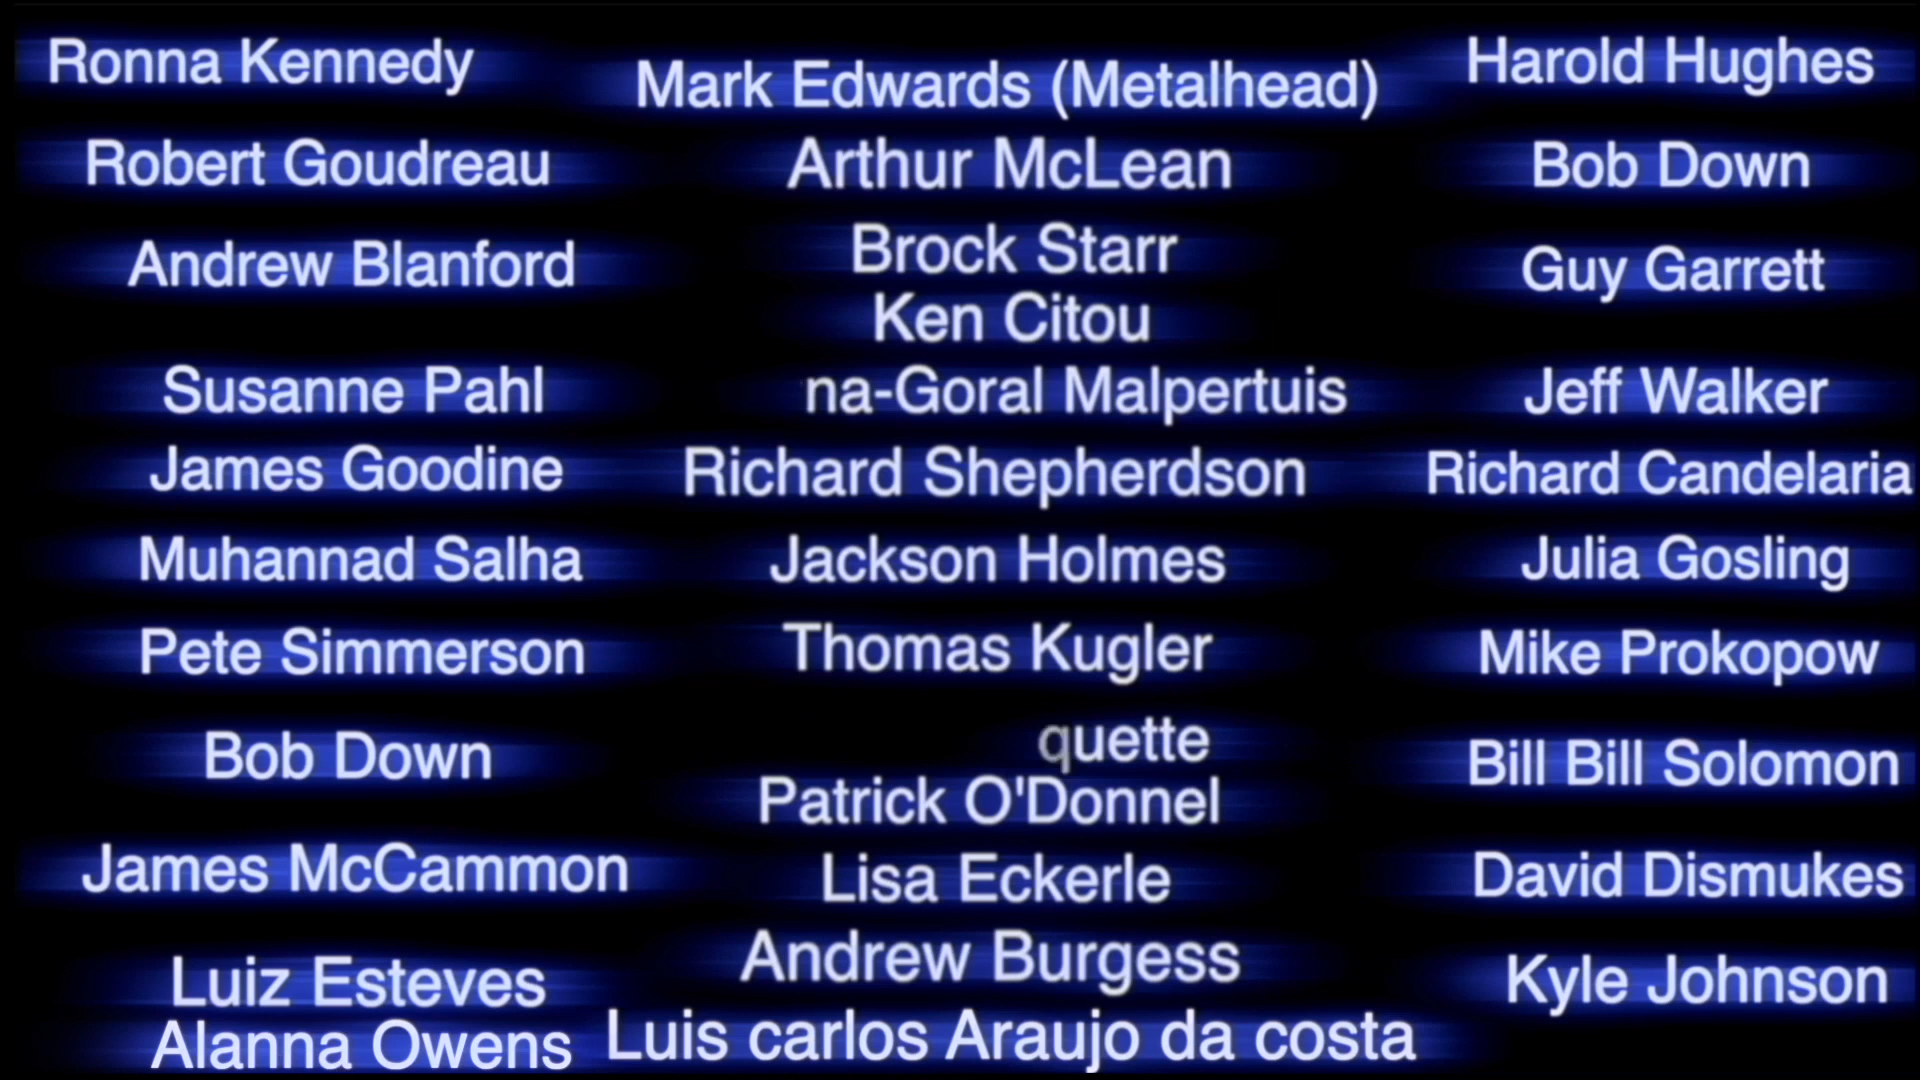 Ronna Kennedy
Robert Goudreau
Andrew Blanford
Susanne Pahl
James Goodine
Muhannad Salha
Pete Simmerson
Bob Down
James McCammon
Luiz Esteves
Alanna Owens
Mark Edwards (Metalhead)
Arthur McLean
Brock Starr
Ken Citou
na-Goral Malpertuis
Richard Shepherdson
Jackson Holmes
Thomas Kugler
quette
Patrick O'Donnel
Lisa Eckerle
Andrew Burgess
Luis carlos Araujo da costa
Harold Hughes
Bob Down
Guy Garrett
Jeff Walker
Richard Candelaria
Julia Gosling
Mike Prokopow
Bill Bill Solomon
David Dismukes
Kyle Johnson